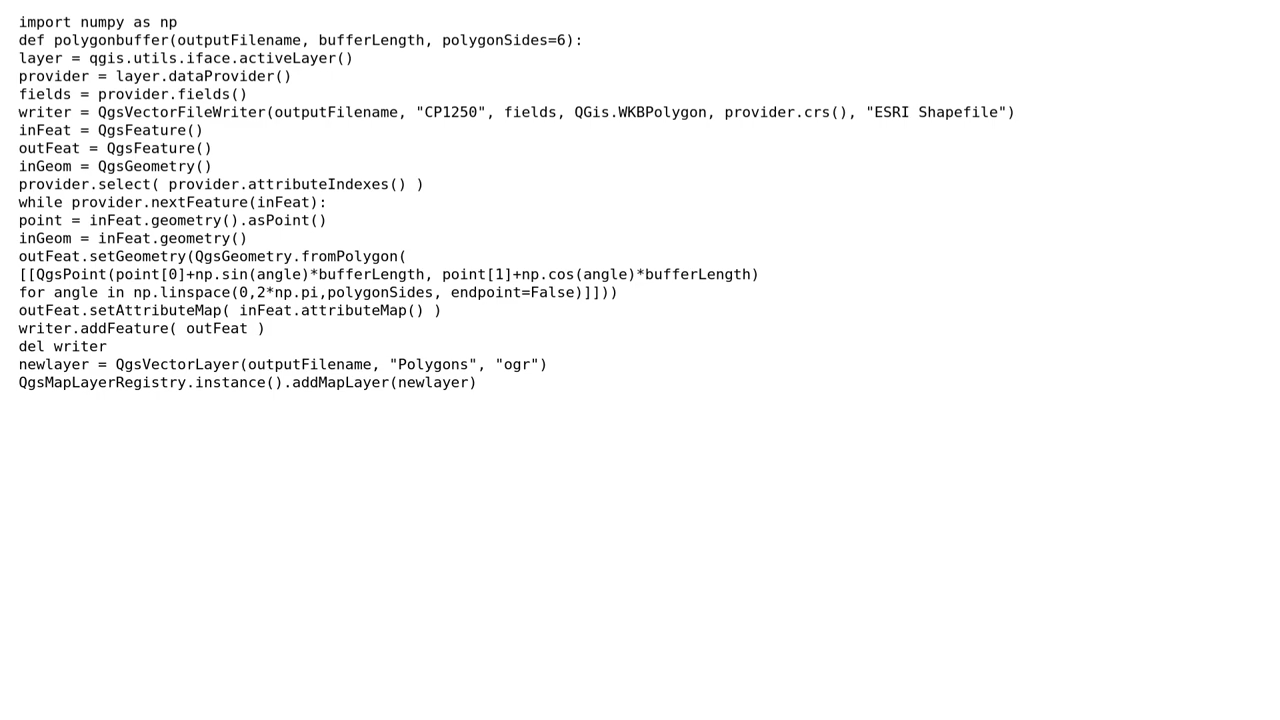 import numpy as np
def polygonbuffer(outputFilename, bufferLength, polygonSides=6):
layer = qgis.utils.iface.activeLayer()
provider = layer.dataProvider()
fields = provider.fields()
writer = QgsVectorFileWriter(outputFilename, "CP1250", fields, QGis.WKBPolygon, provider.crs(), "ESRI Shapefile")
inFeat = QgsFeature()
outFeat = QgsFeature()
inGeom = QgsGeometry()
provider.select( provider.attributeIndexes() )
while provider.nextFeature(inFeat):
point = inFeat.geometry().asPoint()
inGeom = inFeat.geometry()
outFeat.setGeometry(QgsGeometry.fromPolygon(
[[QgsPoint(point[0]+np.sin(angle)*bufferLength, point[1]+np.cos(angle)*bufferLength)
for angle in np.linspace(0,2*np.pi,polygonSides, endpoint=False)]]))
outFeat.setAttributeMap( inFeat.attributeMap() )
writer.addFeature( outFeat )
del writer
newlayer = QgsVectorLayer(outputFilename, "Polygons", "ogr")
QgsMapLayerRegistry.instance().addMapLayer(newlayer)